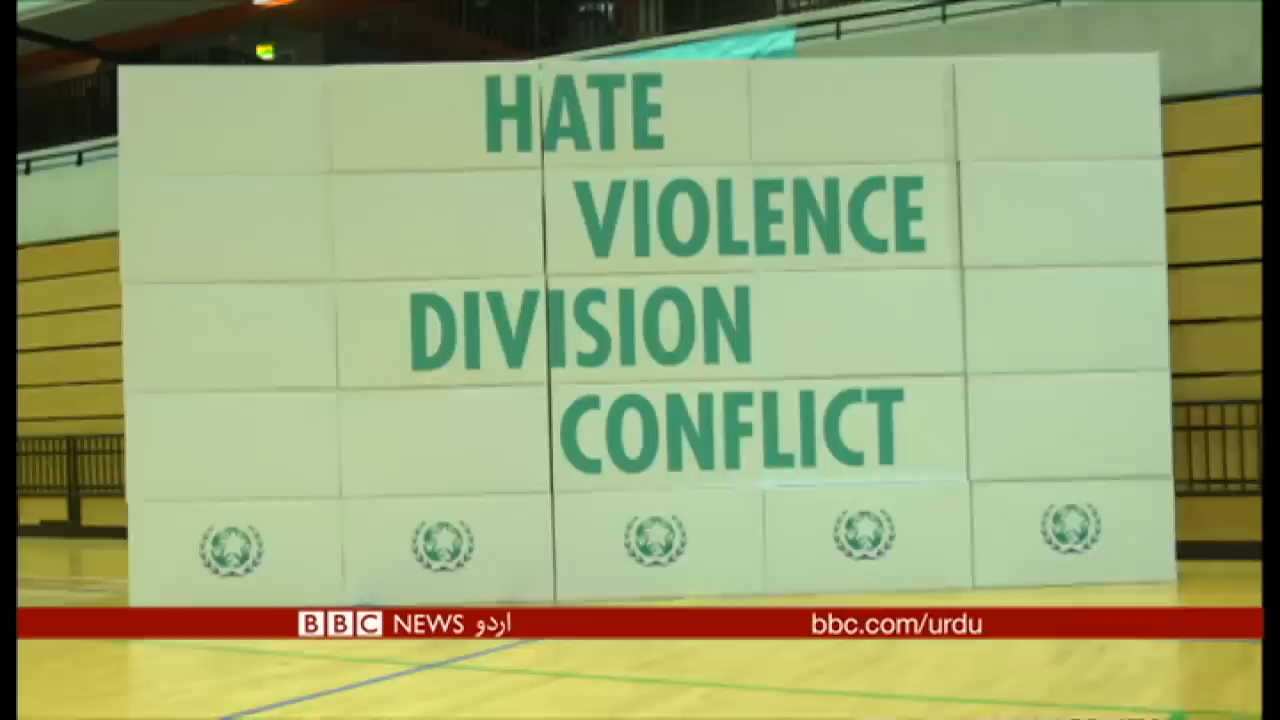 HATE
VIOLENCE
DIVISION
CONFLICT
BBC NEWS اردو
bbc.com/urdu